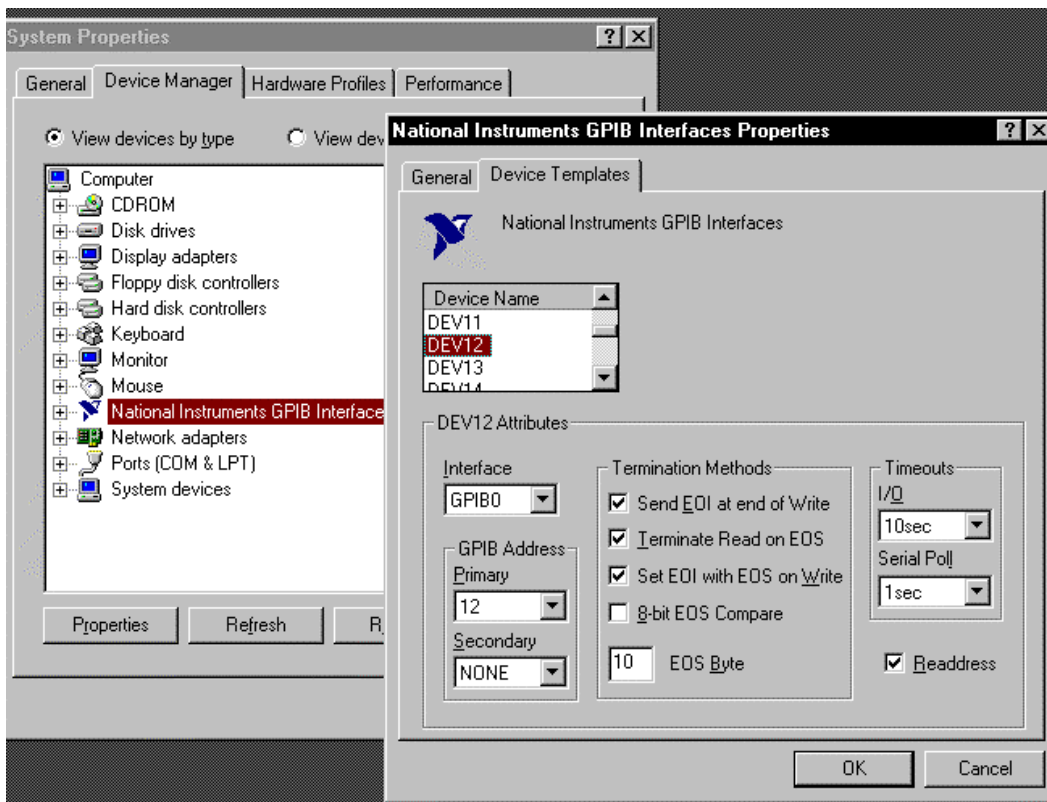 System Properties
General Device Manager Hardware Profiles Performance
View devices by type View dev
Computer
CDROM
Disk drives
Display adapters
Floppy disk controllers
Hard disk controllers
Keyboard
Monitor
Mouse
National Instruments GPIB Interface
Network adapters
Ports (COM & LPT)
System devices
Properties Refresh R
National Instruments GPIB Interfaces Properties
General Device Templates
National Instruments GPIB Interfaces
Device Name
DEV11
DEV12
DEV13
DEV14
DEV12 Attributes
Interface
GPIB0
GPIB Address
Primary
12
Secondary
NONE
Termination Methods
Send EOI at end of Write
Terminate Read on EOS
Set EOI with EOS on Write
8-bit EOS Compare
10 EOS Byte
Timeouts
I/O
10sec
Serial Poll
1sec
Readdress
OK Cancel